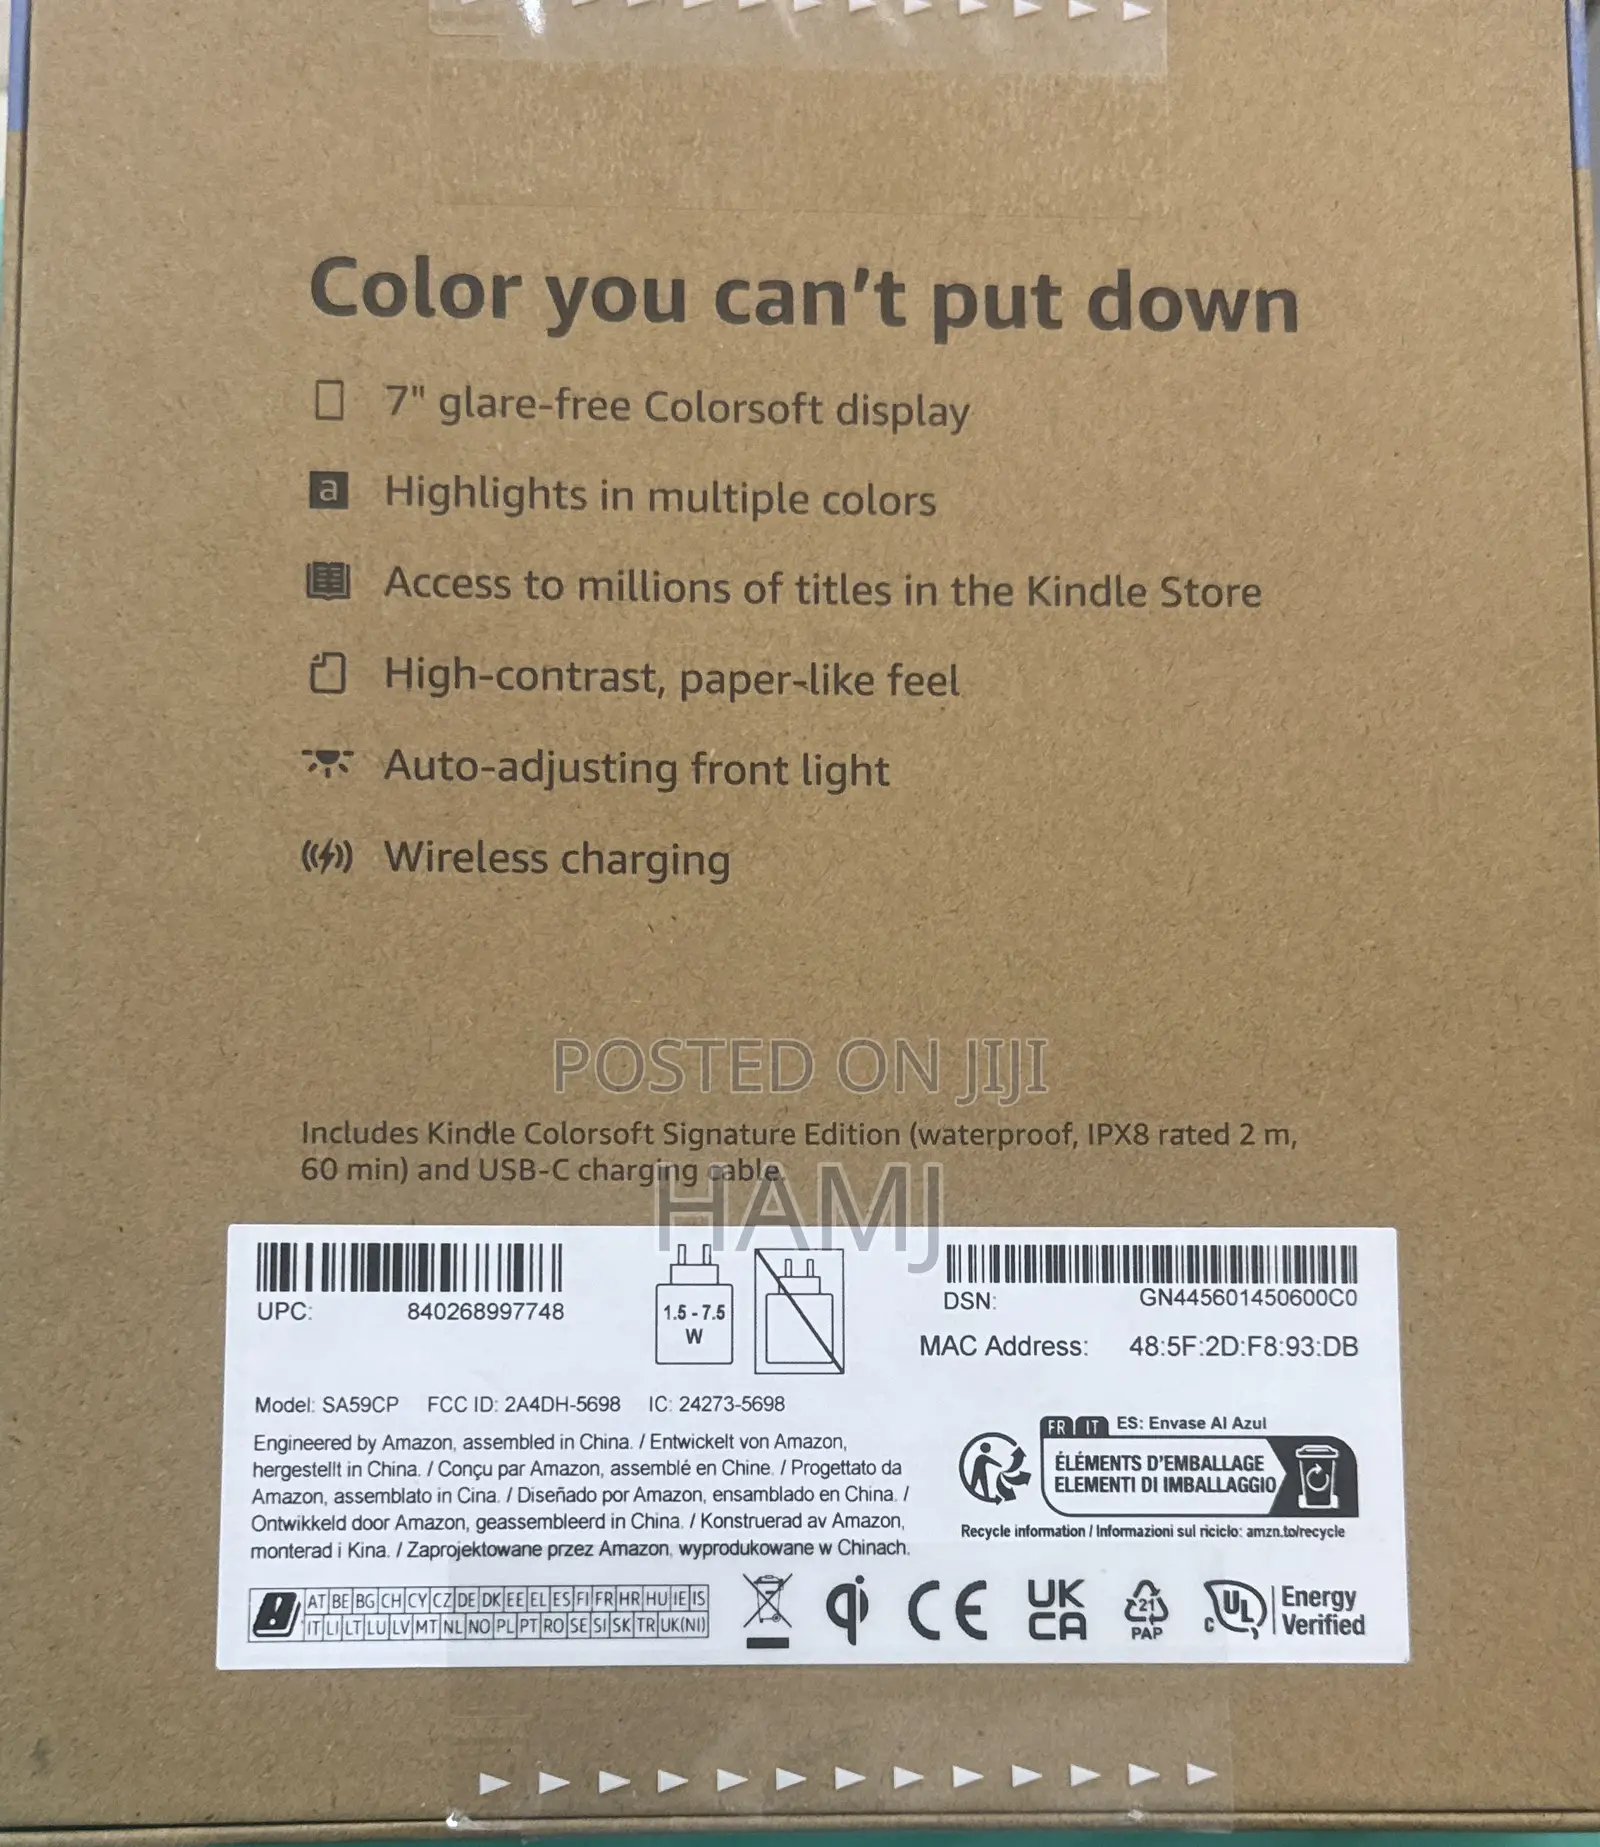 Color you can't put down
7" glare-free Colorsoft display
a Highlights in multiple colors
Access to millions of titles in the Kindle Store
High-contrast, paper-like feel
Auto-adjusting front light
Wireless charging
POSTED ON JIJI
Includes Kindle Colorsoft Signature Edition (waterproof, IPX8 rated 2 m,
60 min) and USB-C charging cable.
HAMJ
UPC: 840268997748
1.5 - 7.5
W
DSN: GN445601450600C0
MAC Address: 48:5F:2D:F8:93:DB
Model: SA59CP FCC ID: 2A4DH-5698 IC: 24273-5698
Engineered by Amazon, assembled in China. / Entwickelt von Amazon,
hergestellt in China. / Conçu par Amazon, assemblé en Chine. / Progettato da
Amazon, assemblato in Cina. / Diseñado por Amazon, ensamblado en China. /
Ontwikkeld door Amazon, geassembleerd in China. / Konstruerad av Amazon,
monterad i Kina. / Zaprojektowane przez Amazon, wyprodukowane w Chinach.
FR IT ES: Envase Al Azul
ÉLÉMENTS D'EMBALLAGE
ELEMENTI DI IMBALLAGGIO
Recycle information / Informazioni sul riciclo: amzn.to/recycle
AT BE BG CH CY CZ DE DK EE EL ES FI FR HR HU IE IS
IT LI LT LU LV MT NL NO PL PT RO SE SI SK TR UK(NI)
qi
CE
UK
CA
21
PAP
c UL
Energy
Verified